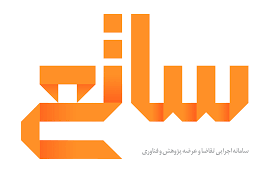 ساتع
سامانه اجرایی تقاضا و عرضه پژوهش و فناوری